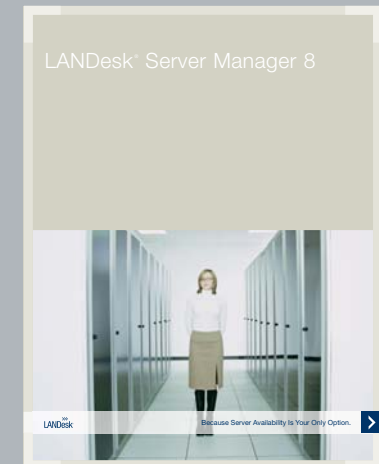 LANDesk® Server Manager 8
LANDesk
Because Server Availability Is Your Only Option.